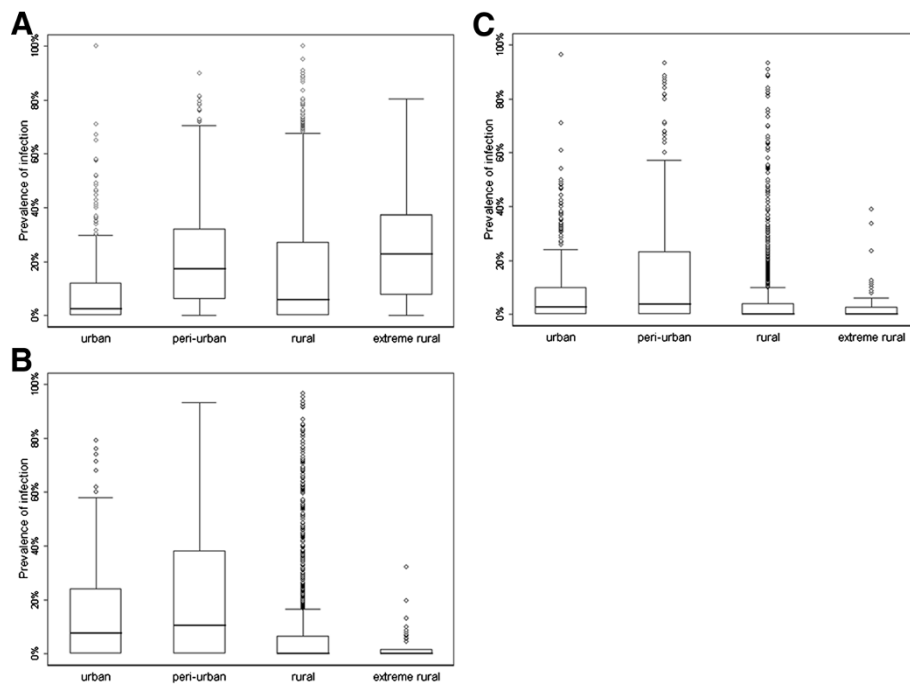 A
Prevalence of infection
100%
80%
60%
40%
20%
0%
urban peri-urban rural extreme rural
C
Prevalence of infection
100%
80%
60%
40%
20%
0%
urban peri-urban rural extreme rural
B
Prevalence of infection
100%
80%
60%
40%
20%
0%
urban peri-urban rural extreme rural